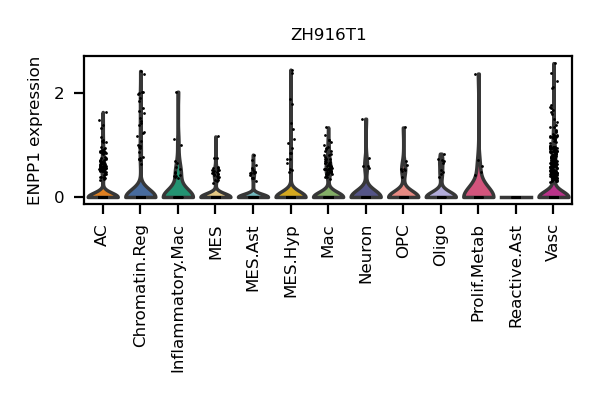 ZH916T1
ENPP1 expression
2
0
AC
Chromatin.Reg
Inflammatory.Mac
MES
MES.Ast
MES.Hyp
Mac
Neuron
OPC
Oligo
Prolif.Metab
Reactive.Ast
Vasc